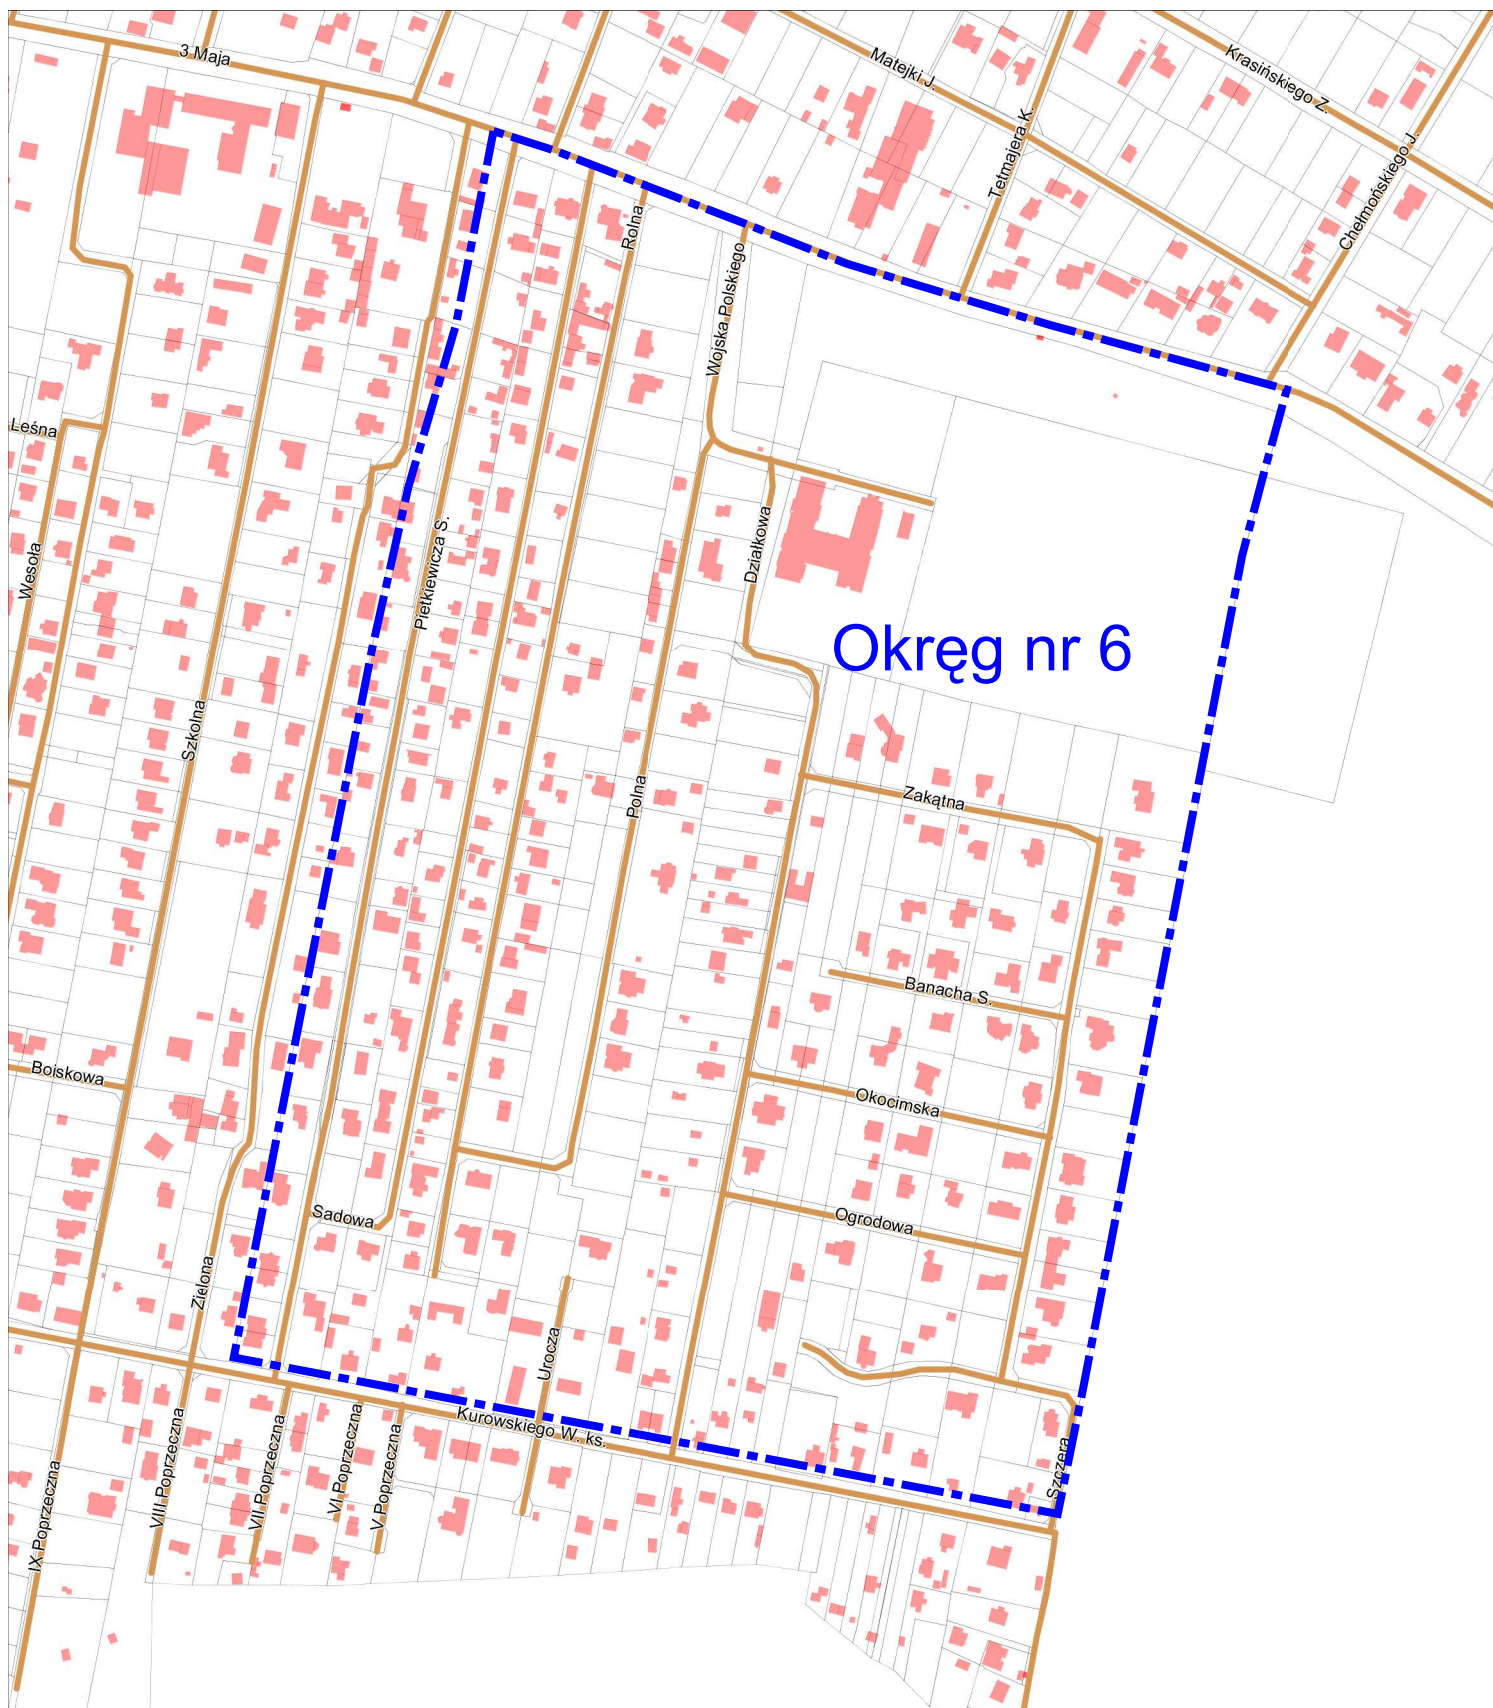 3 Maja
Matejki J.
Krasińskiego Z.
Tetmajera K.
Chełmońskiego J.
Rolna
Wojska Polskiego
Leśna
Pietkiewicza S.
Działkowa
Wesoła
Okręg nr 6
Szkolna
Polna
Zakątna
Banacha S.
Boiskowa
Okocimska
Sadowa
Ogrodowa
Zielona
Urocza
Kurowskiego W. ks.
Szczera
IX Poprzeczna
VIII Poprzeczna
VII Poprzeczna
VI Poprzeczna
V Poprzeczna